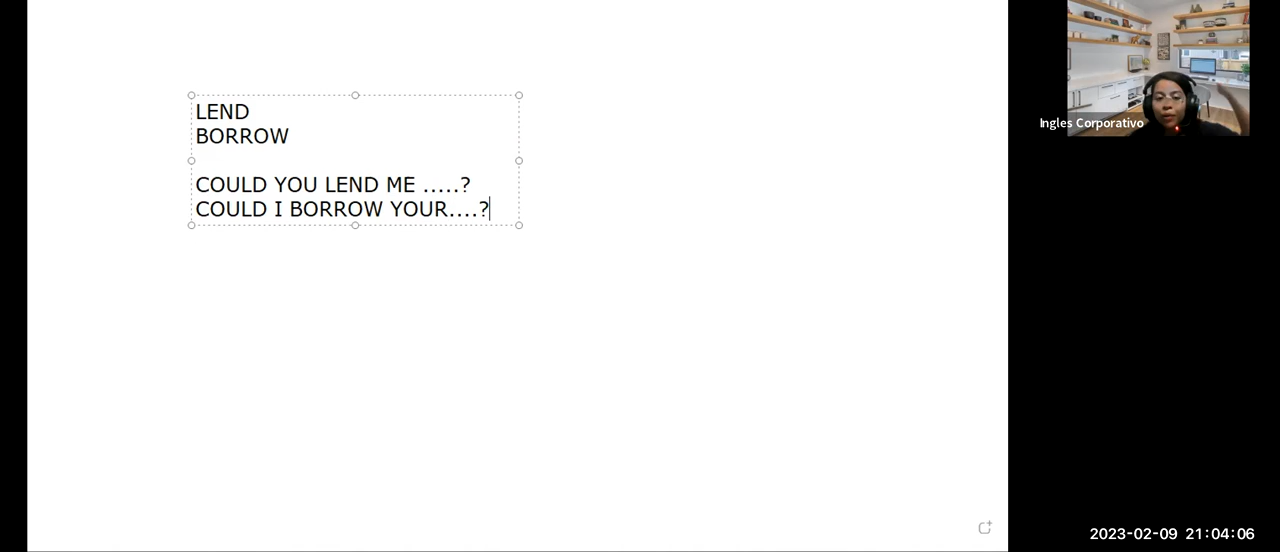 LEND
BORROW
COULD YOU LEND ME .....?
COULD I BORROW YOUR....?
Ingles Corporativo
2023-02-09 21:04:06